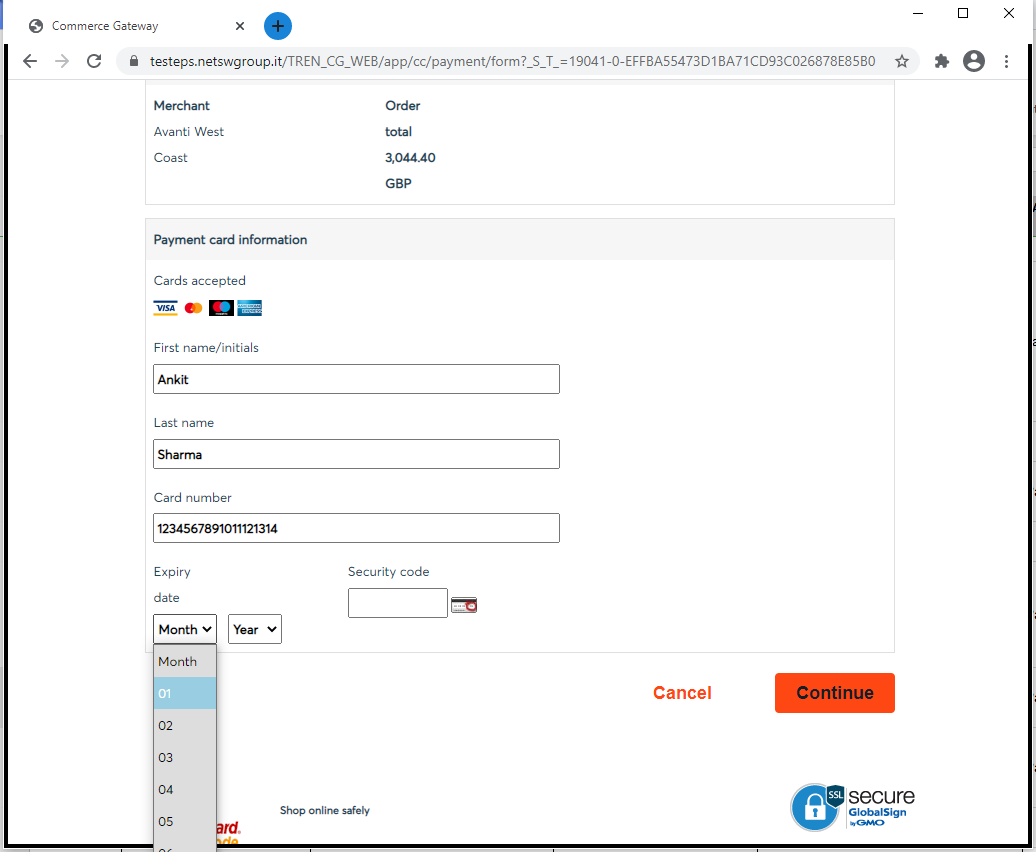 Commerce Gateway
testeps.netswgroup.it/TREN_CG_WEB/app/cc/payment/form?_S_T_=19041-0-EFFBA55473D1BA71CD93C026878E85B0
Merchant Order
Avanti West total
Coast 3,044.40
GBP
Payment card information
Cards accepted
VISA
First name/initials
Ankit
Last name
Sharma
Card number
1234567891011121314
Expiry Security code
date
Month Year
Month
01
02
03
04
05
Cancel Continue
Shop online safely
SSL secure
GlobalSign
by GMO
ard.